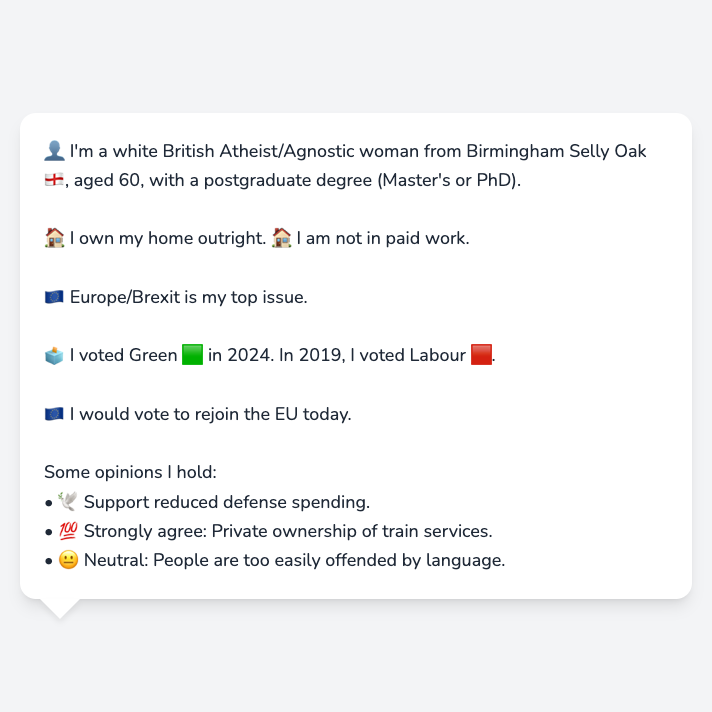 👤 I'm a white British Atheist/Agnostic woman from Birmingham Selly Oak
🏴󠁧󠁢󠁥󠁮󠁧󠁿, aged 60, with a postgraduate degree (Master's or PhD).
🏠 I own my home outright. 🏠 I am not in paid work.
🇪🇺 Europe/Brexit is my top issue.
🗳️ I voted Green 🟩 in 2024. In 2019, I voted Labour 🟥.
🇪🇺 I would vote to rejoin the EU today.
Some opinions I hold:
• 🕊️ Support reduced defense spending.
• 💯 Strongly agree: Private ownership of train services.
• 😐 Neutral: People are too easily offended by language.